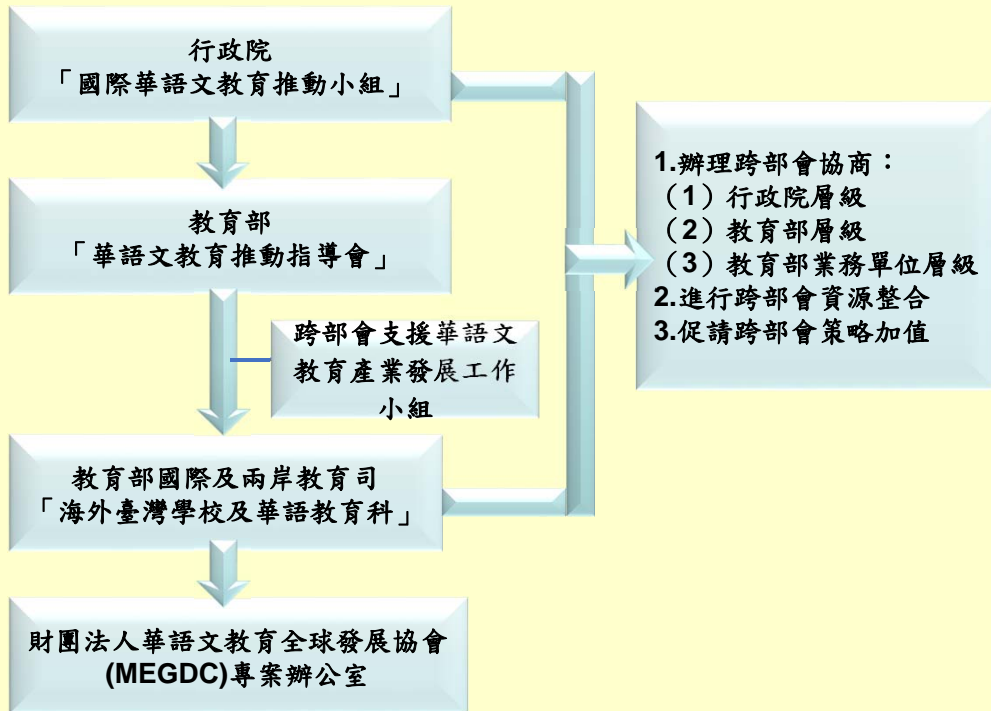 行政院
「國際華語文教育推動小組」
教育部
「華語文教育推動指導會」
跨部會支援華語文
教育產業發展工作
小組
教育部國際及兩岸教育司
「海外臺灣學校及華語教育科」
財團法人華語文教育全球發展協會
(MEGDC)專案辦公室
1.辦理跨部會協商：
（1）行政院層級
（2）教育部層級
（3）教育部業務單位層級
2.進行跨部會資源整合
3.促請跨部會策略加值